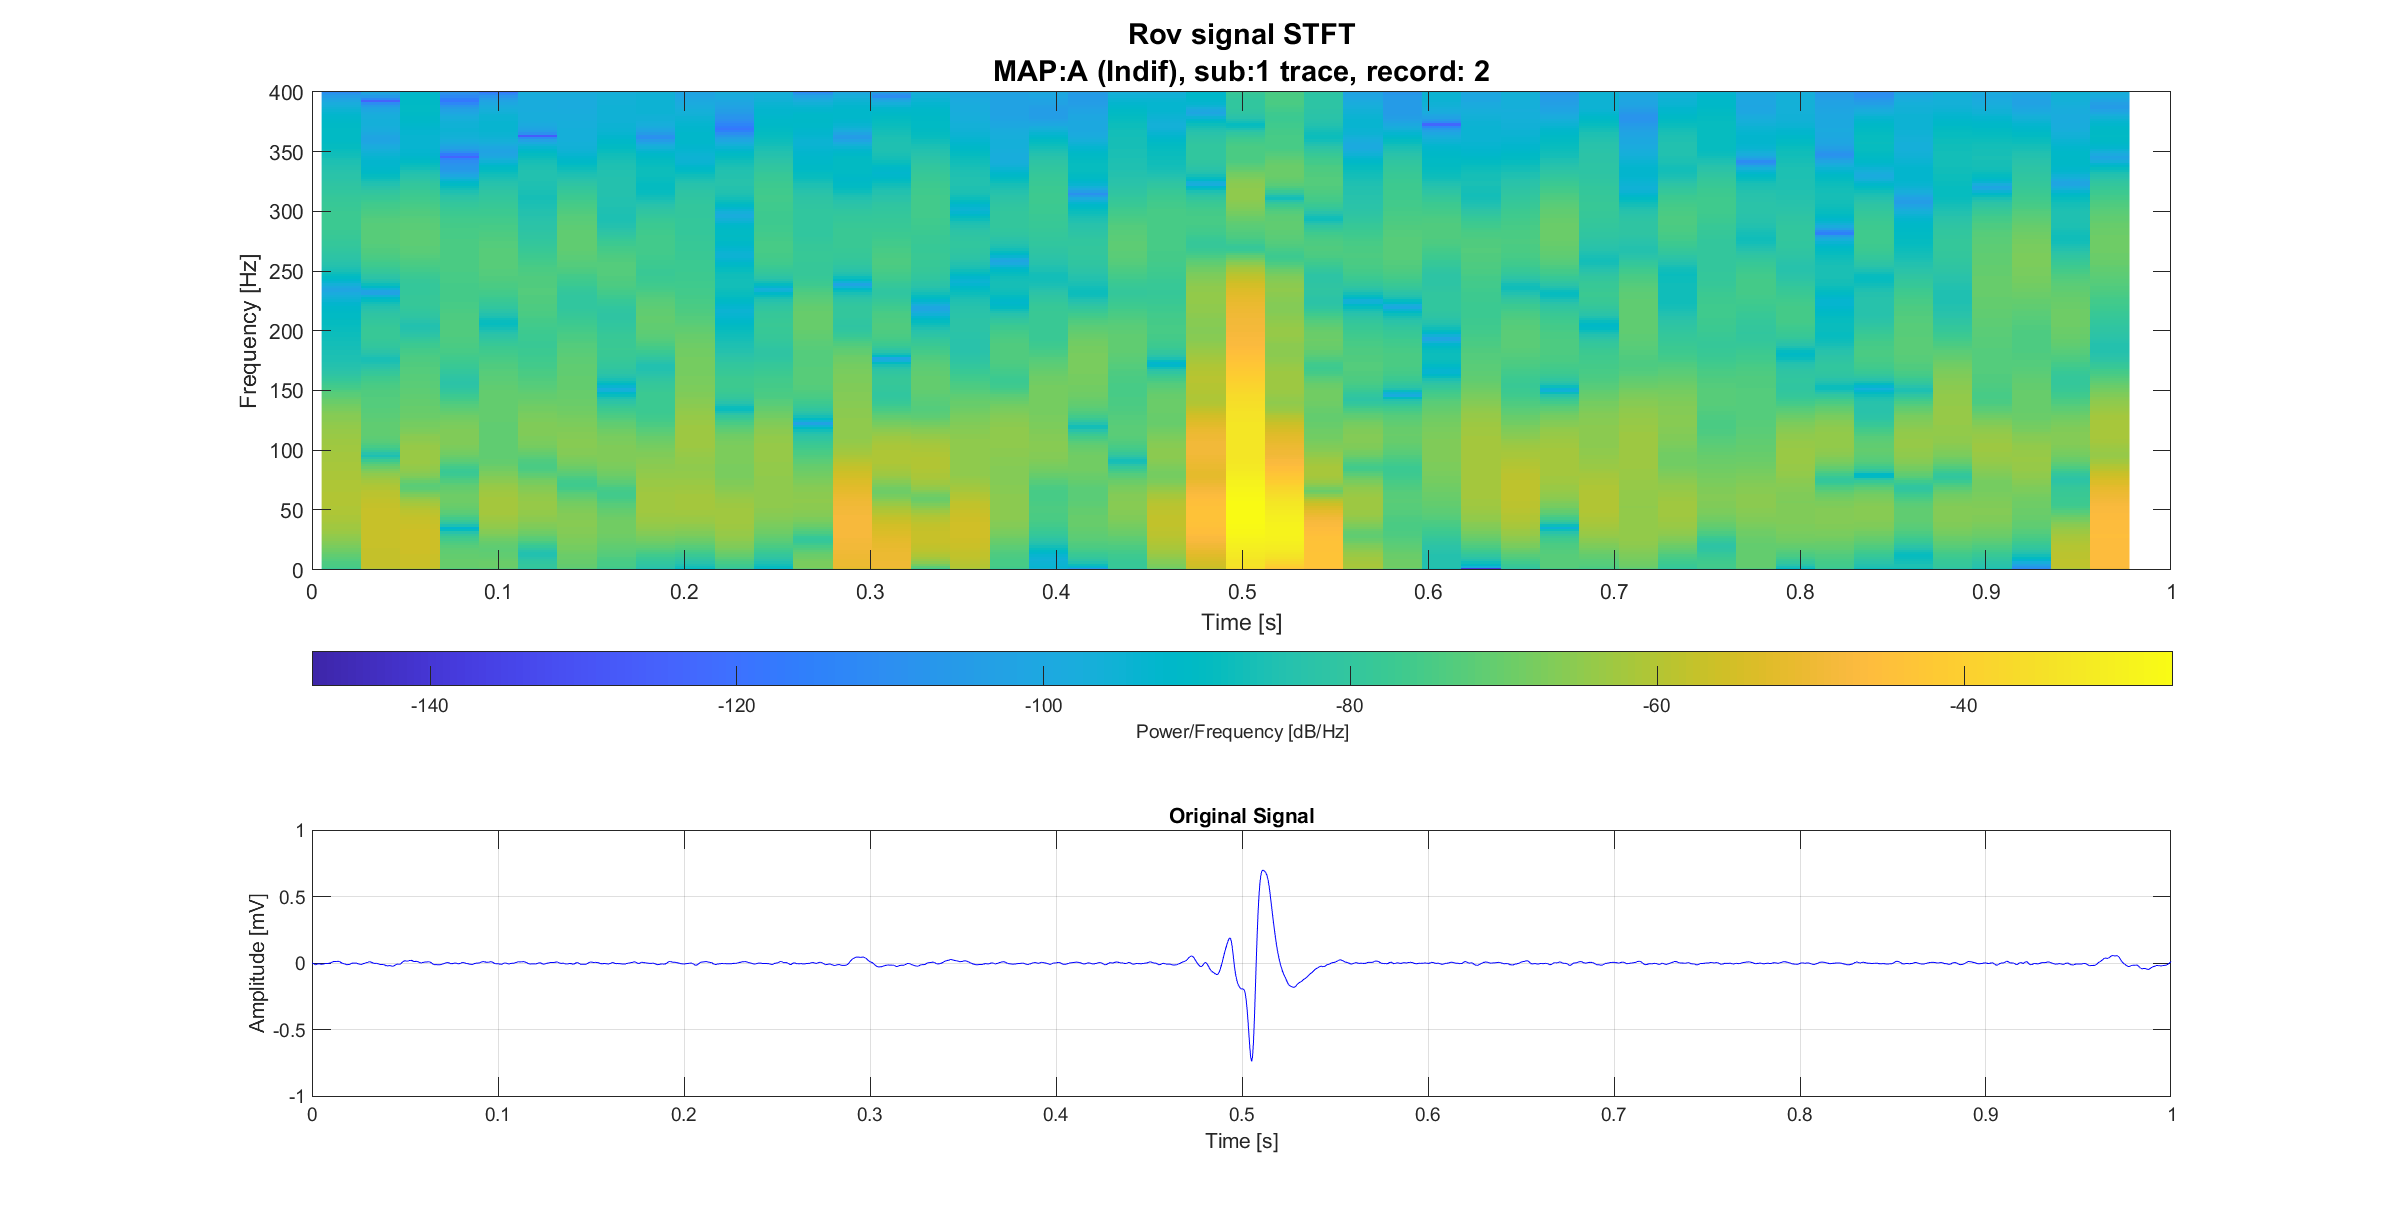 Rov signal STFT
MAP:A (Indif), sub:1 trace, record: 2
400
350
300
250
200
150
100
50
0
Frequency [Hz]
0 0.1 0.2 0.3 0.4 0.5 0.6 0.7 0.8 0.9 1
Time [s]
-140 -120 -100 -80 -60 -40
Power/Frequency [dB/Hz]
Original Signal
1
0.5
0
-0.5
-1
Amplitude [mV]
0 0.1 0.2 0.3 0.4 0.5 0.6 0.7 0.8 0.9 1
Time [s]